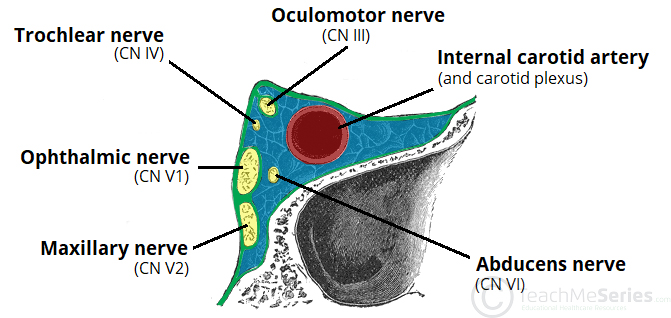 Oculomotor nerve
(CN III)
Trochlear nerve
(CN IV)
Internal carotid artery
(and carotid plexus)
Ophthalmic nerve
(CN V1)
Maxillary nerve
(CN V2)
Abducens nerve
(CN VI)
© TeachMeSeries.com